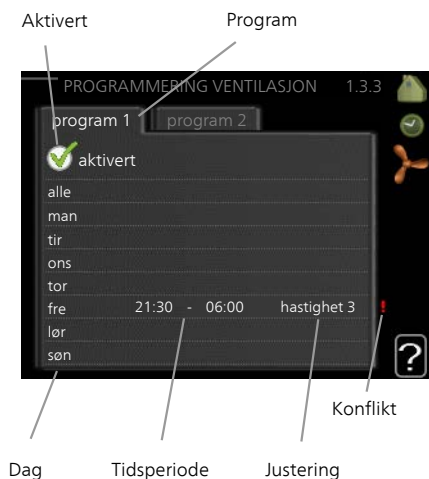 Aktivert Program
PROGRAMMERING VENTILASJON 1.3.3
program 1 program 2
aktivert
alle
man
tir
ons
tor
fre 21:30 - 06:00 hastighet 3 !
lør
søn
?
Konflikt
Dag Tidsperiode Justering